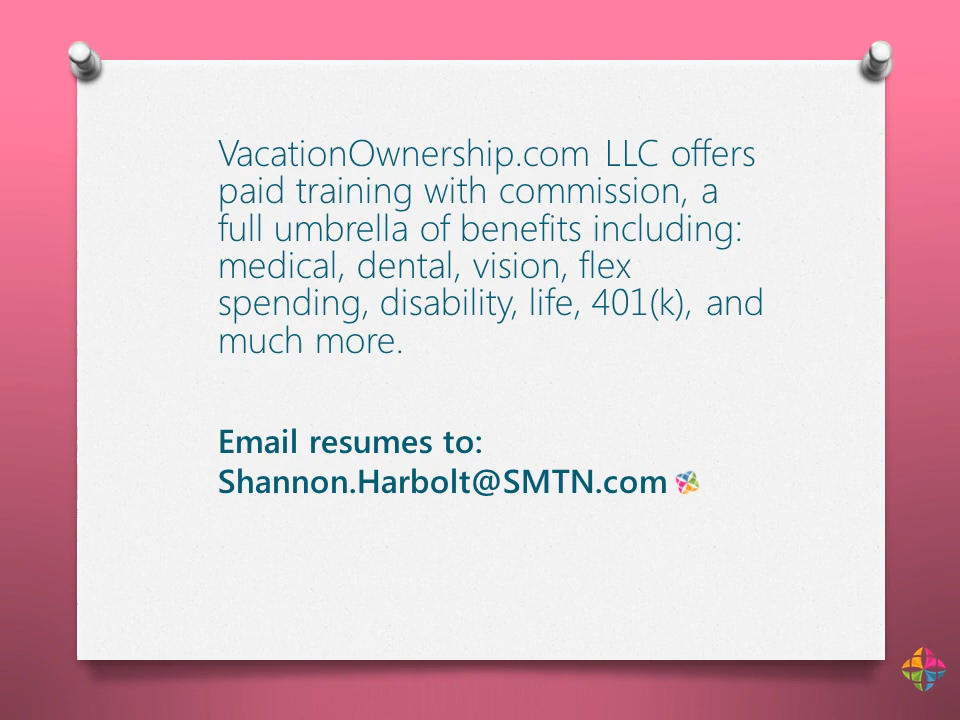 VacationOwnership.com LLC offers
paid training with commission, a
full umbrella of benefits including:
medical, dental, vision, flex
spending, disability, life, 401(k), and
much more.
Email resumes to:
Shannon.Harbolt@SMTN.com